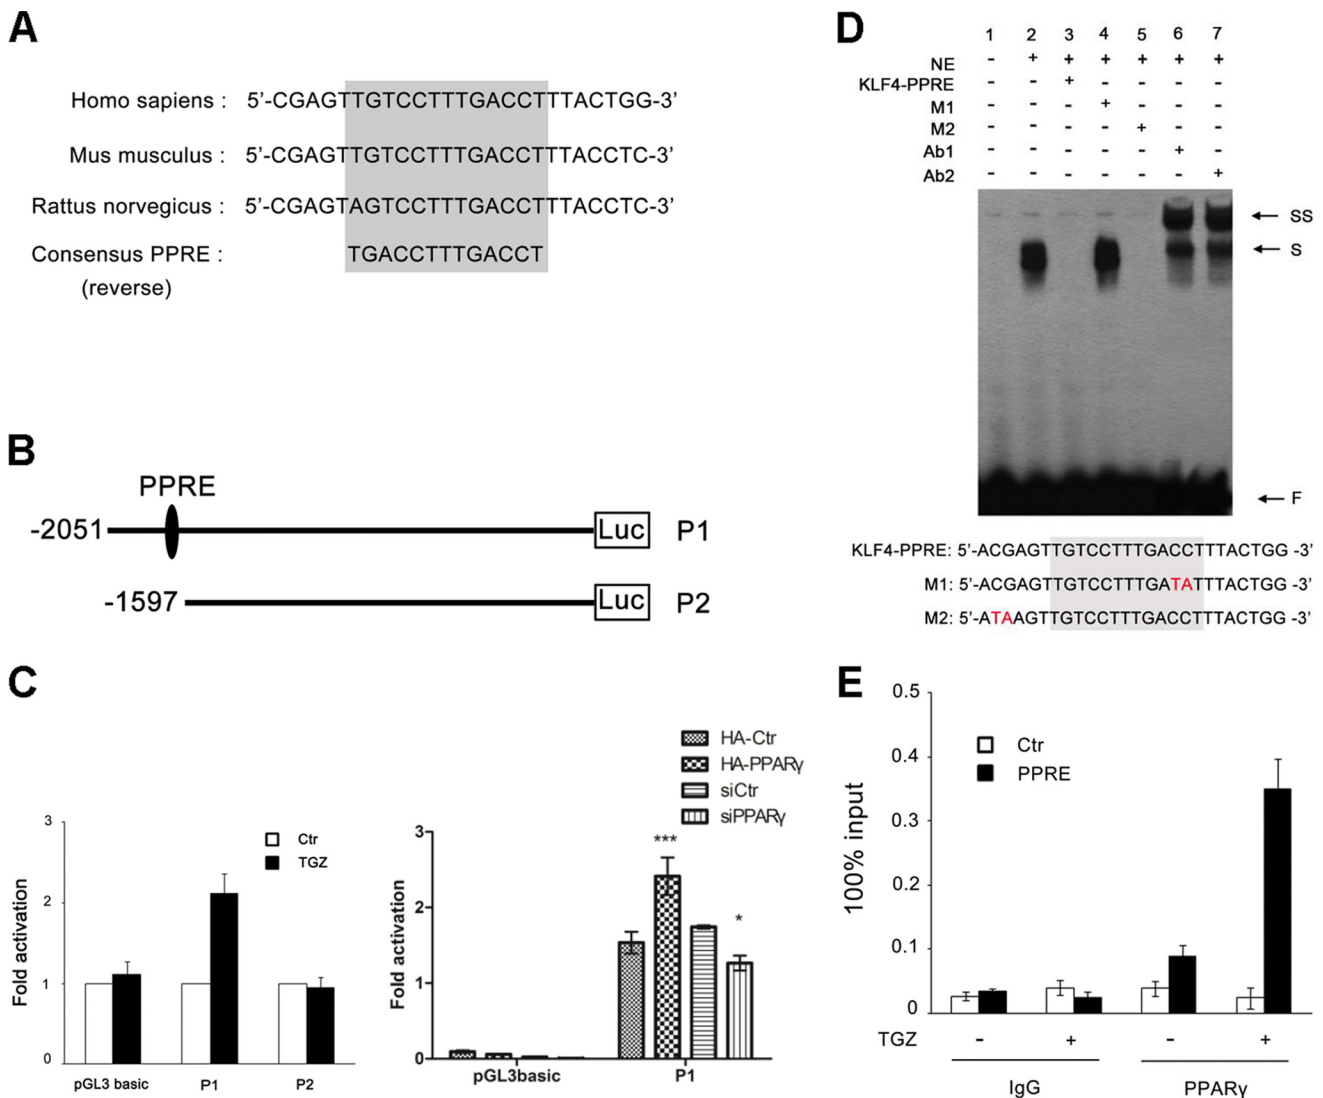 A
Homo sapiens : 5'-CGAGTTGTCCTTTGACCTTTACTGG-3'
Mus musculus : 5'-CGAGTTGTCCTTTGACCTTTACCTC-3'
Rattus norvegicus : 5'-CGAGTAGTCCTTTGACCTTTACCTC-3'
Consensus PPRE : TGACCTTTGACCT
(reverse)
B
PPRE
-2051 Luc P1
-1597 Luc P2
C
3
2
1
0
Fold activation
Ctr
TGZ
pGL3 basic P1 P2
HA-Ctr
HA-PPARγ
siCtr
siPPARγ
3
2
1
0
Fold activation
***
*
pGL3basic P1
D
1 2 3 4 5 6 7
NE - + + + + + +
KLF4-PPRE - - + - - - -
M1 - - - + - - -
M2 - - - - + - -
Ab1 - - - - - + -
Ab2 - - - - - - +
SS
S
F
KLF4-PPRE: 5'-ACGAGTTGTCCTTTGACCTTTACTGG -3'
M1: 5'-ACGAGTTGTCCTTTGATATTTACTGG -3'
M2: 5'-ATAAGTTGTCCTTTGACCTTTACTGG -3'
E
0.5
0.4
0.3
0.2
0.1
0
100% input
Ctr
PPRE
TGZ - + - +
IgG PPARγ